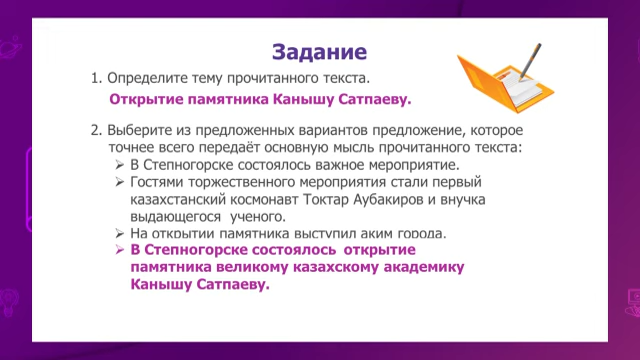 Задание
1. Определите тему прочитанного текста.
Открытие памятника Канышу Сатпаеву.
2. Выберите из предложенных вариантов предложение, которое
точнее всего передаёт основную мысль прочитанного текста:
➢ В Степногорске состоялось важное мероприятие.
➢ Гостями торжественного мероприятия стали первый
казахстанский космонавт Токтар Аубакиров и внучка
выдающегося ученого.
➢ На открытии памятника выступил аким города.
➢ В Степногорске состоялось открытие
памятника великому казахскому академику
Канышу Сатпаеву.